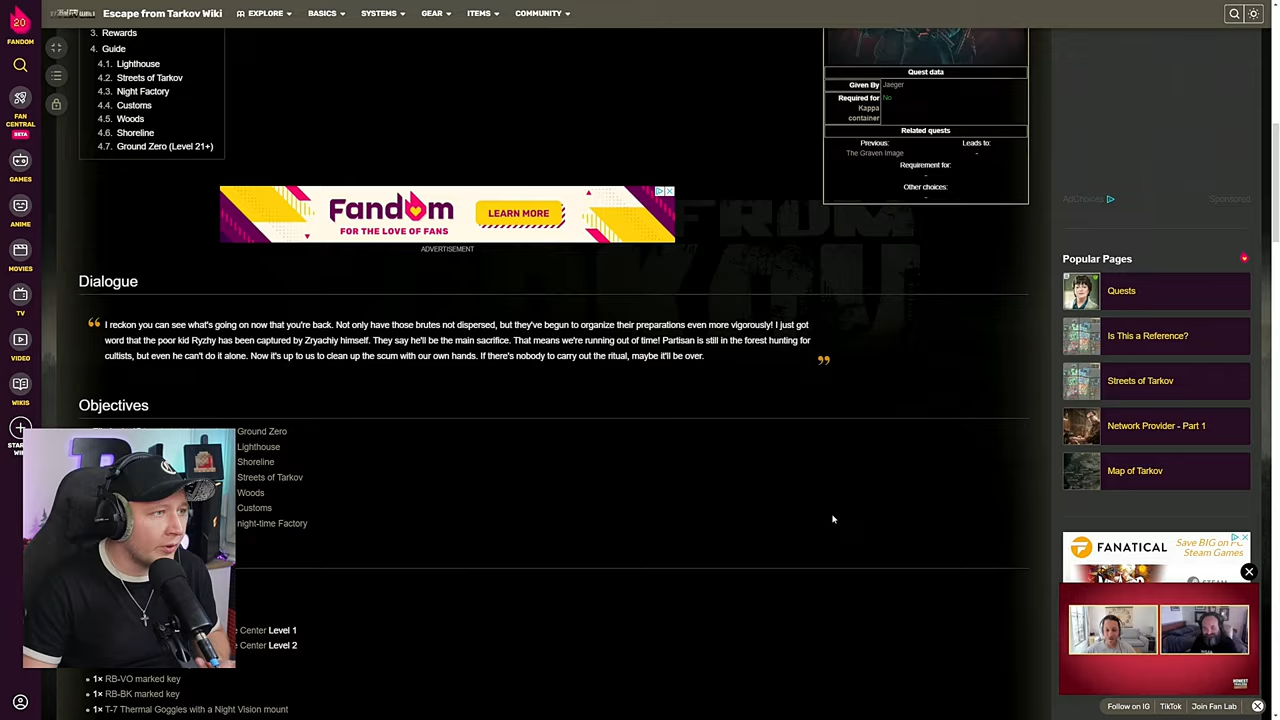 20
Escape from Tarkov Wiki
EXPLORE
BASICS
SYSTEMS
GEAR
ITEMS
COMMUNITY
FANDOM
FAN CENTRAL
BETA
GAMES
ANIME
MOVIES
TV
VIDEO
WIKIS
3. Rewards
4. Guide
4.1. Lighthouse
4.2. Streets of Tarkov
4.3. Night Factory
4.4. Customs
4.5. Woods
4.6. Shoreline
4.7. Ground Zero (Level 21+)
Quest data
Given By Jaeger
Required for No
Kappa
container
Related quests
Previous: Leads to:
The Graven Image -
Requirement for:
-
Other choices:
-
Fandom
FOR THE LOVE OF FANS
LEARN MORE
ADVERTISEMENT
AdChoices
Sponsored
Dialogue
“ I reckon you can see what's going on now that you're back. Not only have those brutes not dispersed, but they've begun to organize their preparations even more vigorously! I just got
word that the poor kid Ryzhy has been captured by Zryachiy himself. They say he'll be the main sacrifice. That means we're running out of time! Partisan is still in the forest hunting for
cultists, but even he can't do it alone. Now it's up to us to clean up the scum with our own hands. If there's nobody to carry out the ritual, maybe it'll be over. ”
Objectives
Ground Zero
Lighthouse
Shoreline
Streets of Tarkov
Woods
Customs
night-time Factory
Center Level 1
Center Level 2
1× RB-VO marked key
1× RB-BK marked key
1× T-7 Thermal Goggles with a Night Vision mount
Popular Pages
Quests
Is This a Reference?
Streets of Tarkov
Network Provider - Part 1
Map of Tarkov
FANATICAL
Save BIG on PC
Steam Games
STEAM
Follow on IG
TikTok
Join Fan Lab